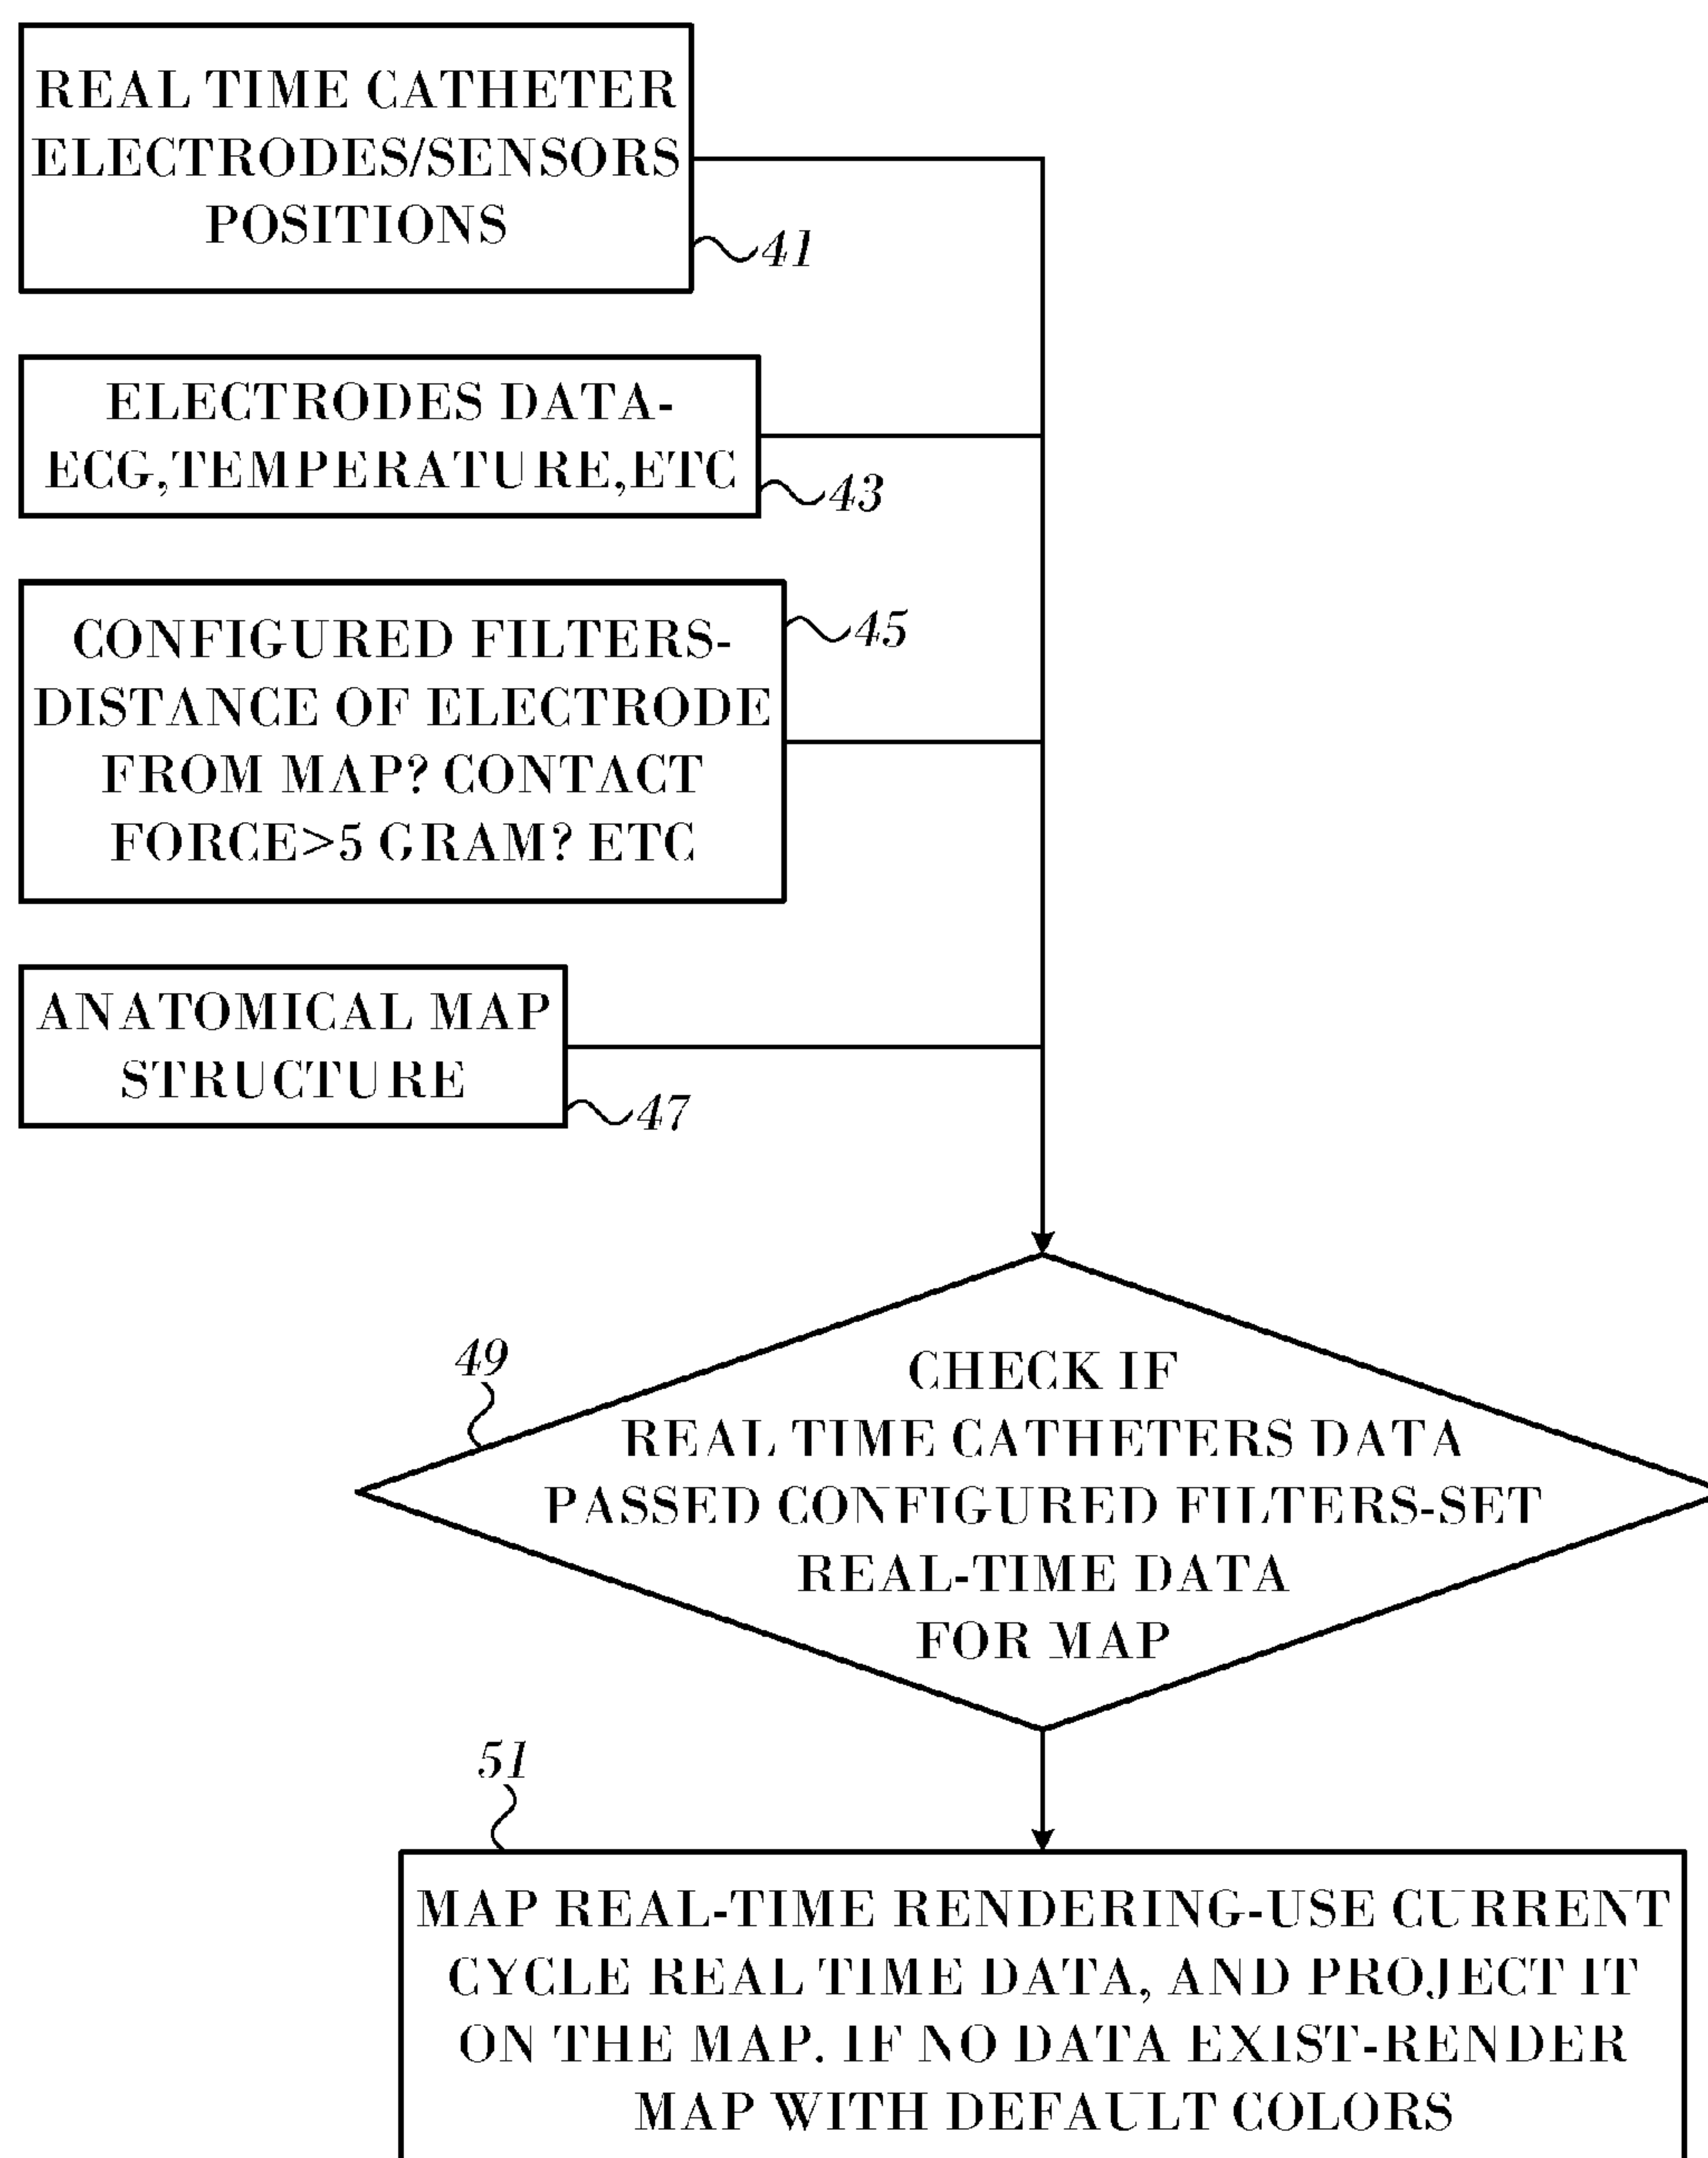 REAL TIME CATHETER
ELECTRODES/SENSORS
POSITIONS
41
ELECTRODES DATA-
ECG,TEMPERATURE,ETC
43
CONFIGURED FILTERS-
DISTANCE OF ELECTRODE
FROM MAP? CONTACT
FORCE>5 GRAM? ETC
45
ANATOMICAL MAP
STRUCTURE
47
49
CHECK IF
REAL TIME CATHETERS DATA
PASSED CONFIGURED FILTERS-SET
REAL-TIME DATA
FOR MAP
51
MAP REAL-TIME RENDERING-USE CURRENT
CYCLE REAL TIME DATA, AND PROJECT IT
ON THE MAP. IF NO DATA EXIST-RENDER
MAP WITH DEFAULT COLORS